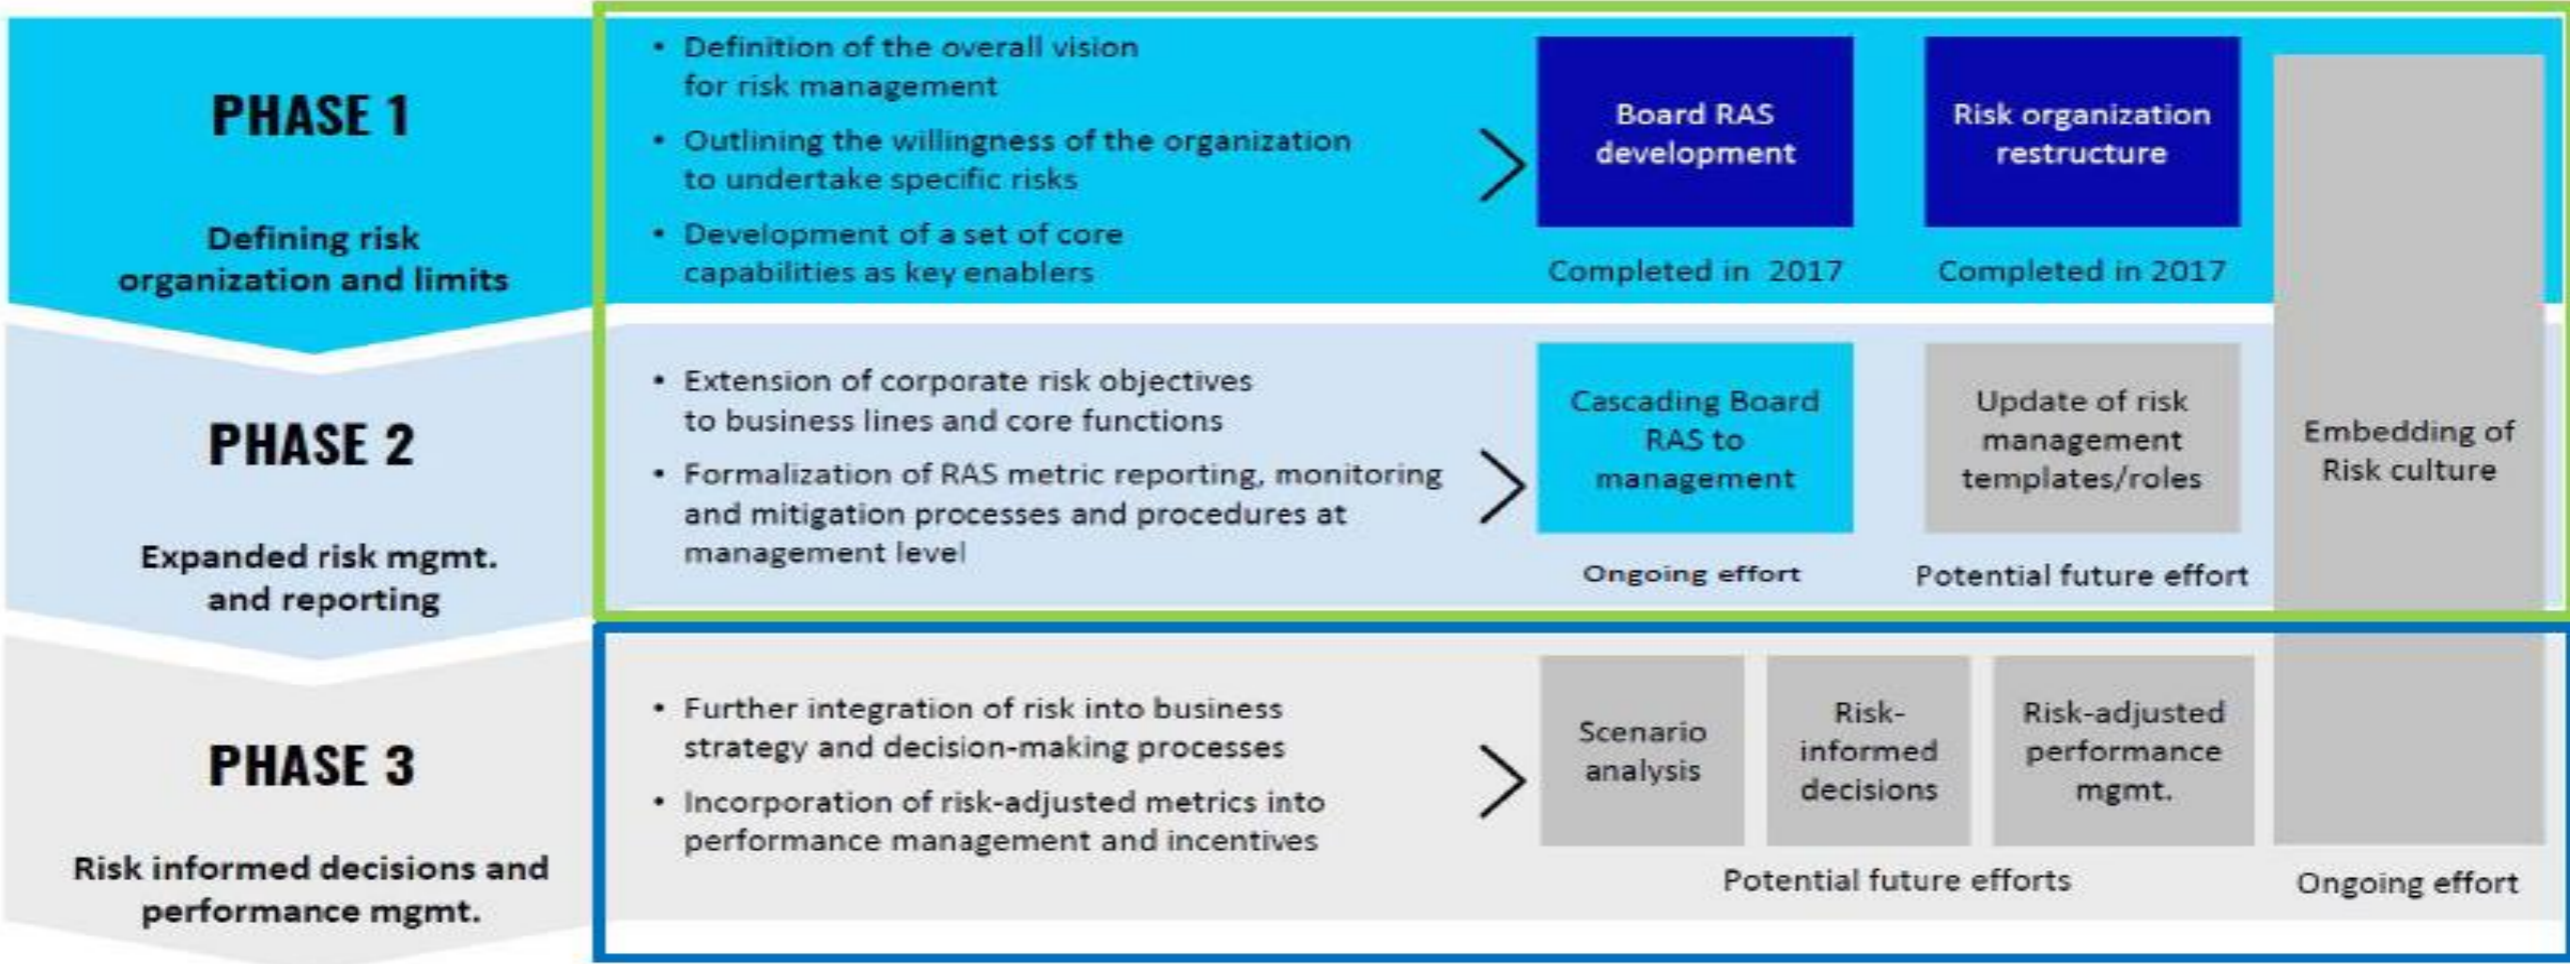 PHASE 1
Defining risk
organization and limits
• Definition of the overall vision
for risk management
• Outlining the willingness of the organization
to undertake specific risks
• Development of a set of core
capabilities as key enablers
Board RAS
development
Completed in 2017
Risk organization
restructure
Completed in 2017
PHASE 2
Expanded risk mgmt.
and reporting
• Extension of corporate risk objectives
to business lines and core functions
• Formalization of RAS metric reporting, monitoring
and mitigation processes and procedures at
management level
Cascading Board
RAS to
management
Ongoing effort
Update of risk
management
templates/roles
Potential future effort
Embedding of
Risk culture
PHASE 3
Risk informed decisions and
performance mgmt.
• Further integration of risk into business
strategy and decision-making processes
• Incorporation of risk-adjusted metrics into
performance management and incentives
Scenario
analysis
Risk-
informed
decisions
Risk-adjusted
performance
mgmt.
Potential future efforts
Ongoing effort